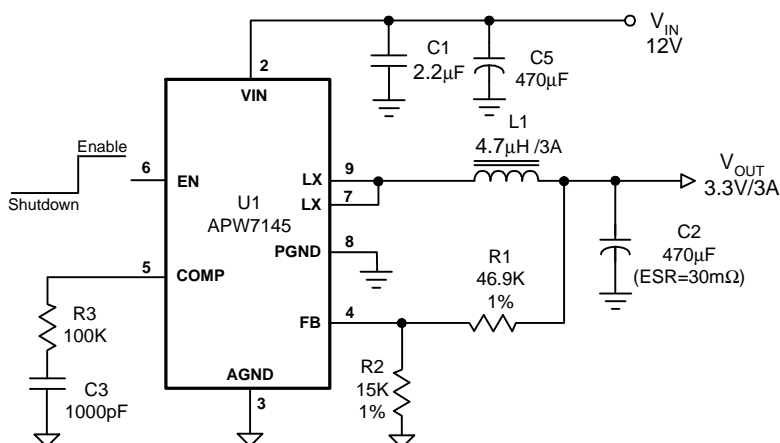 V_IN
12V
C1
2.2μF
C5
470μF
2
VIN
L1
4.7μH /3A
Enable
Shutdown
6
EN
U1
APW7145
LX
9
LX
7
V_OUT
3.3V/3A
PGND
8
C2
470μF
(ESR=30mΩ)
5
COMP
R1
46.9K
1%
R3
100K
FB
4
C3
1000pF
R2
15K
1%
AGND
3